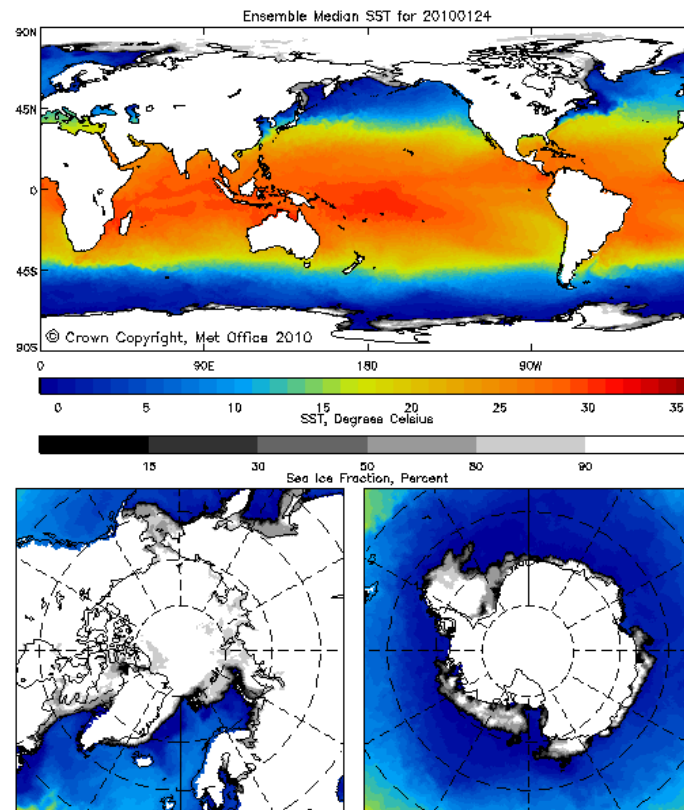 Ensemble Median SST for 20100124
90N
45N
0
45S
90S
© Crown Copyright, Met Office 2010
0 90E 180 90W
0 5 10 15 20 25 30 35
SST, Degrees Celsius
15 30 50 80 90
Sea Ice Fraction, Percent